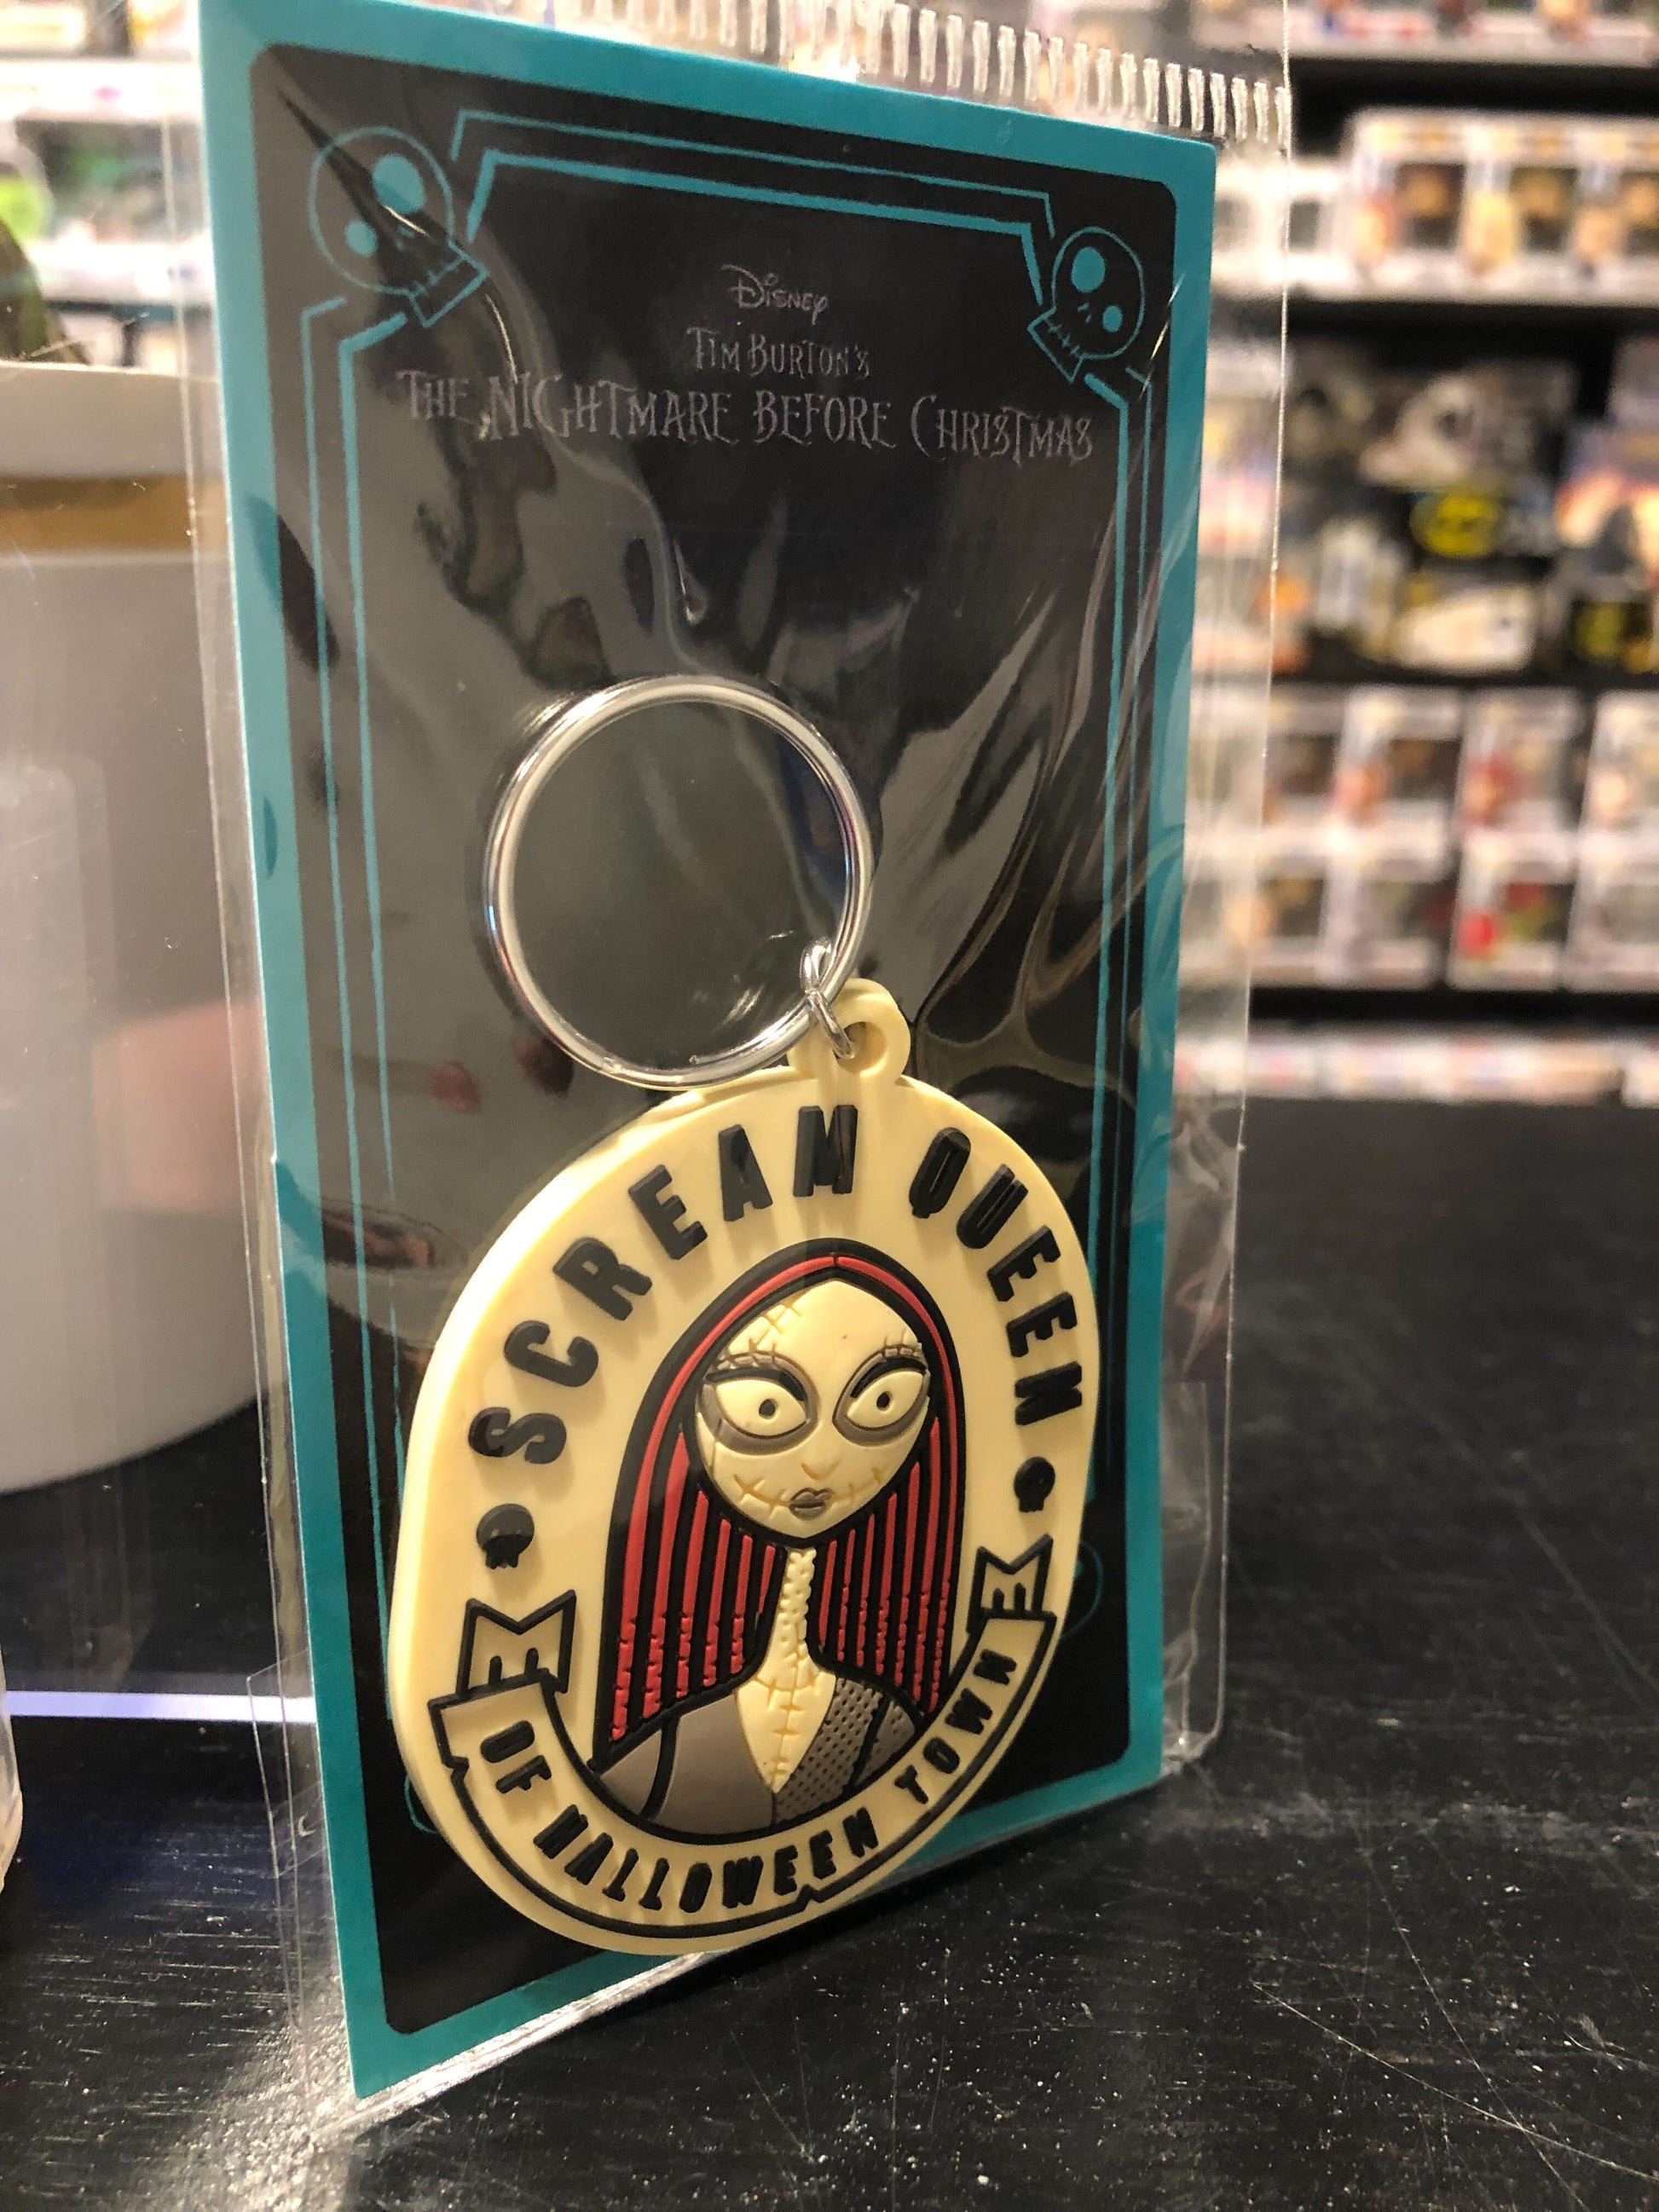 Disney
TIM BURTON'S
THE NIGHTMARE BEFORE CHRISTMAS
SCREAM QUEEN
OF HALLOWEEN TOWN